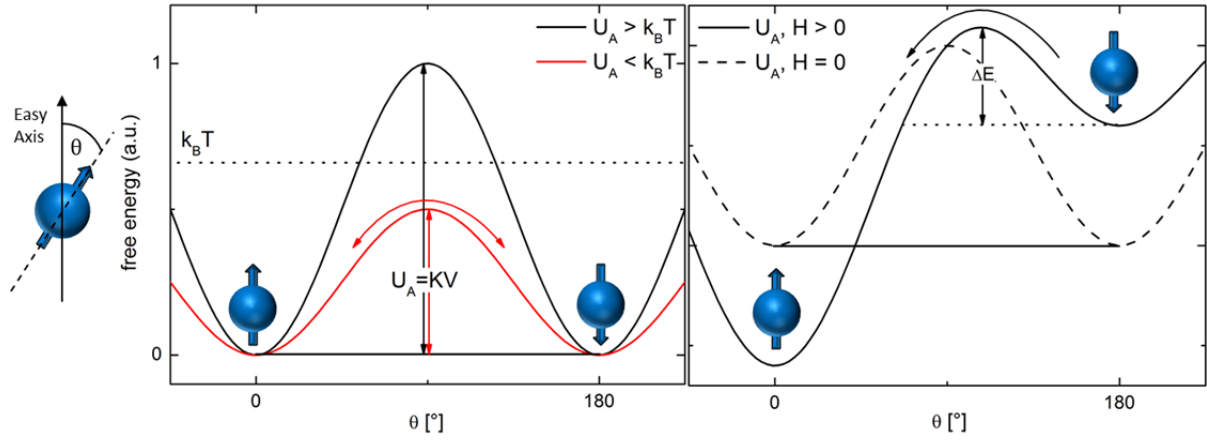 Easy
Axis
θ
free energy (a.u.)
1
0
k_BT
U_A > k_BT
U_A < k_BT
U_A=KV
0
180
θ [°]
U_A, H > 0
U_A, H = 0
ΔE
0
180
θ [°]